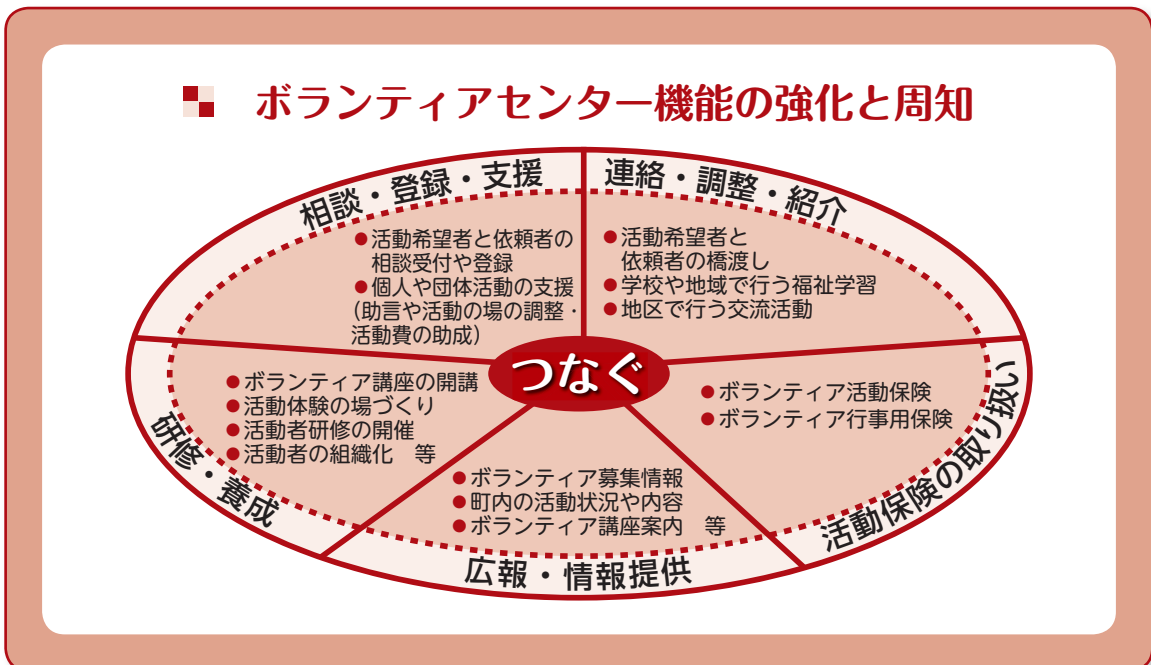 ボランティアセンター機能の強化と周知
相談・登録・支援
●活動希望者と依頼者の
相談受付や登録
●個人や団体活動の支援
(助言や活動の場の調整・
活動費の助成)
連絡・調整・紹介
●活動希望者と
依頼者の橋渡し
●学校や地域で行う福祉学習
●地区で行う交流活動
つなぐ
研修・養成
●ボランティア講座の開講
●活動体験の場づくり
●活動者研修の開催
●活動者の組織化　等
活動保険の取り扱い
●ボランティア活動保険
●ボランティア行事用保険
●ボランティア募集情報
●町内の活動状況や内容
●ボランティア講座案内　等
広報・情報提供